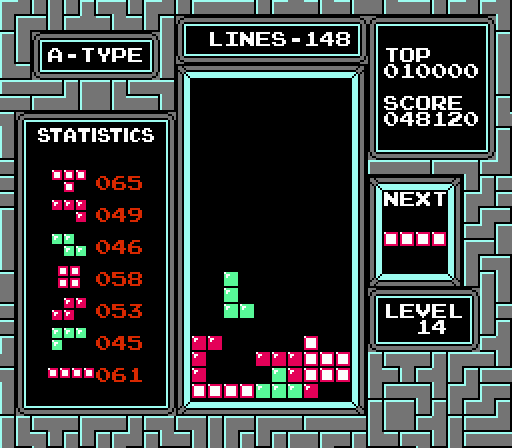 LINES-148
A-TYPE
TOP
010000
SCORE
048120
STATISTICS
065
049
046
058
053
045
061
NEXT
LEVEL
14